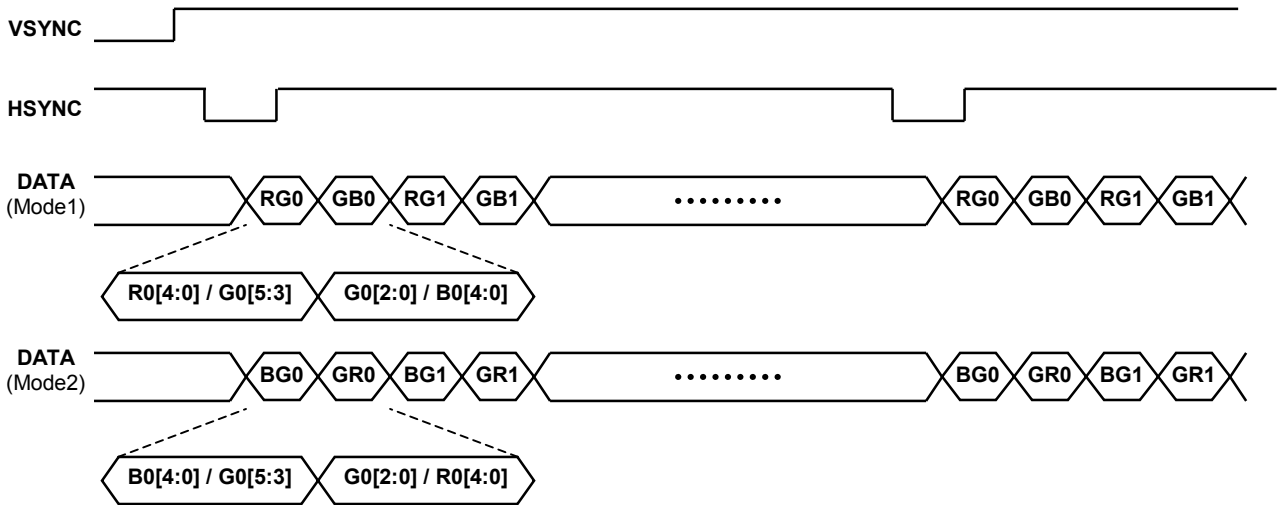 VSYNC
HSYNC
DATA
(Mode1)
RG0 GB0 RG1 GB1 ......... RG0 GB0 RG1 GB1
R0[4:0] / G0[5:3] G0[2:0] / B0[4:0]
DATA
(Mode2)
BG0 GR0 BG1 GR1 ......... BG0 GR0 BG1 GR1
B0[4:0] / G0[5:3] G0[2:0] / R0[4:0]